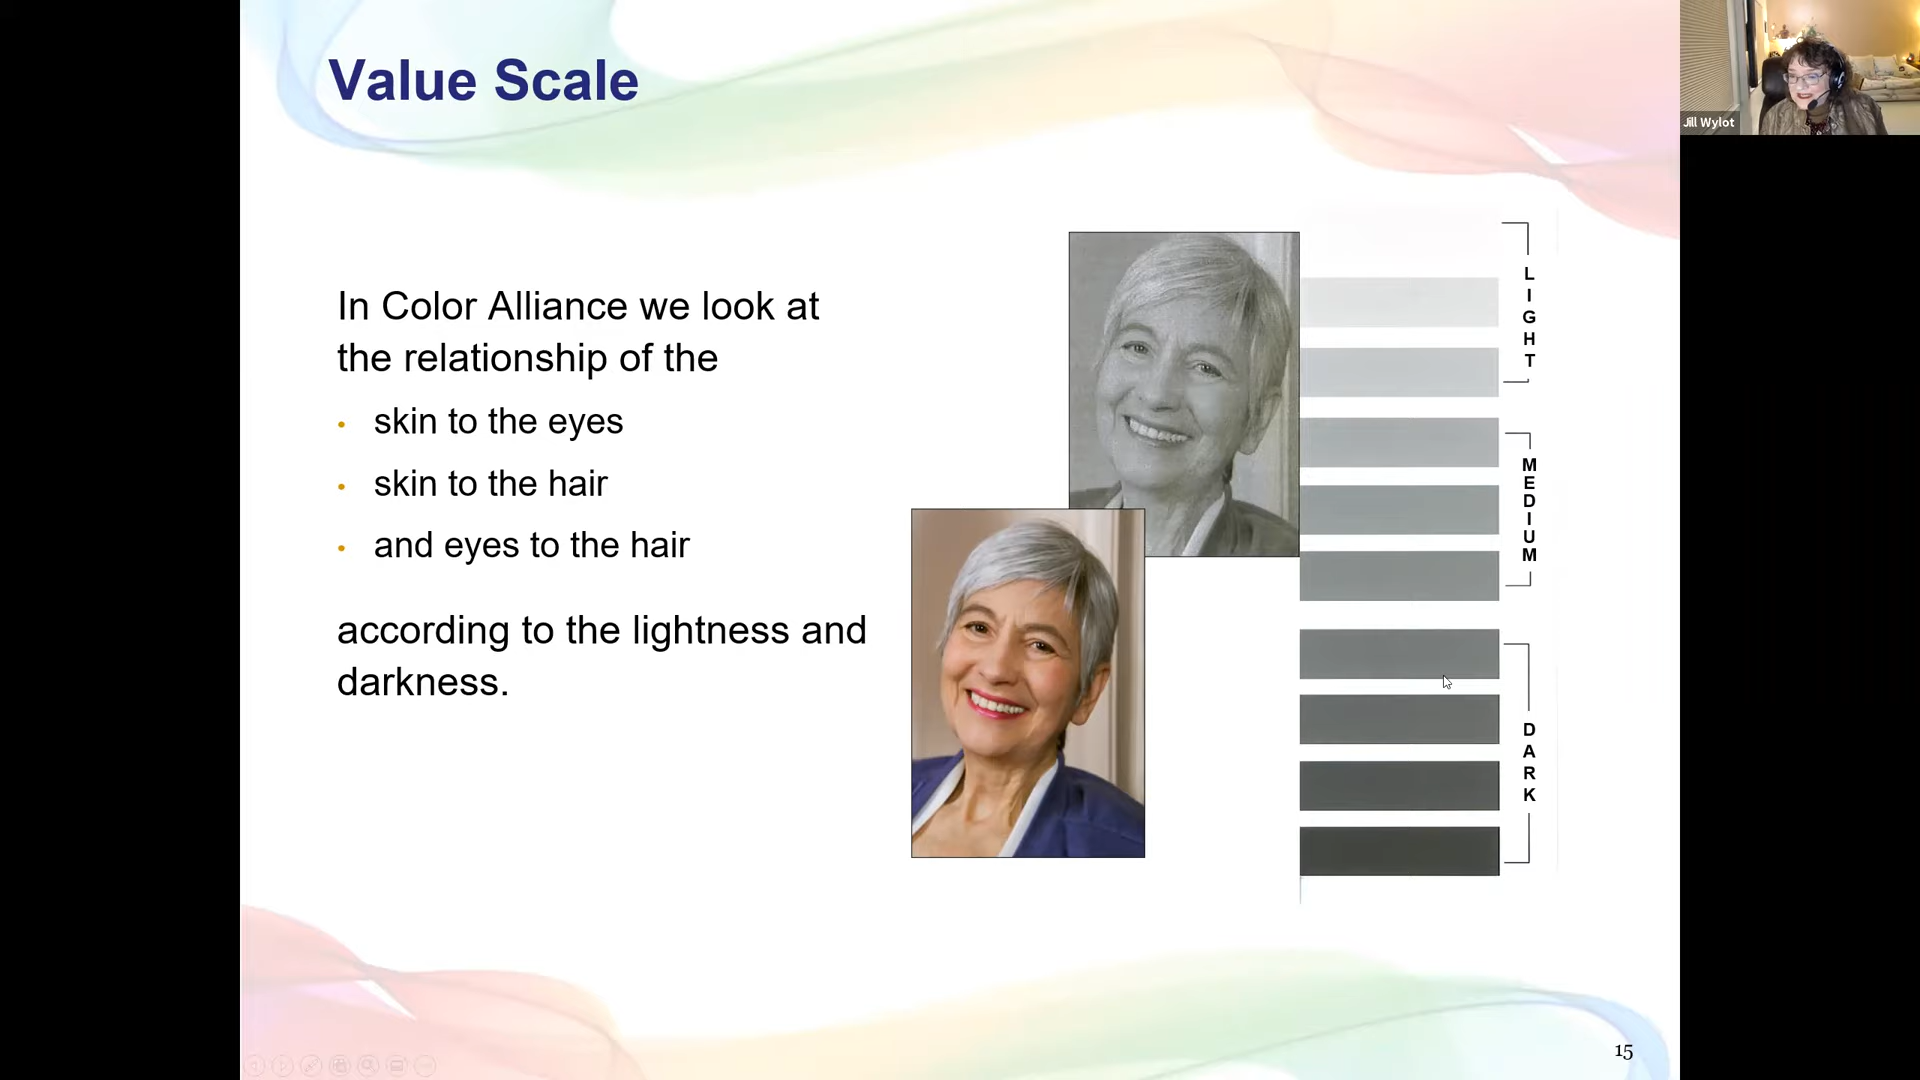 Value Scale
Jill Wylot
In Color Alliance we look at
the relationship of the
• skin to the eyes
• skin to the hair
• and eyes to the hair
according to the lightness and
darkness.
LIGHT
MEDIUM
DARK
15